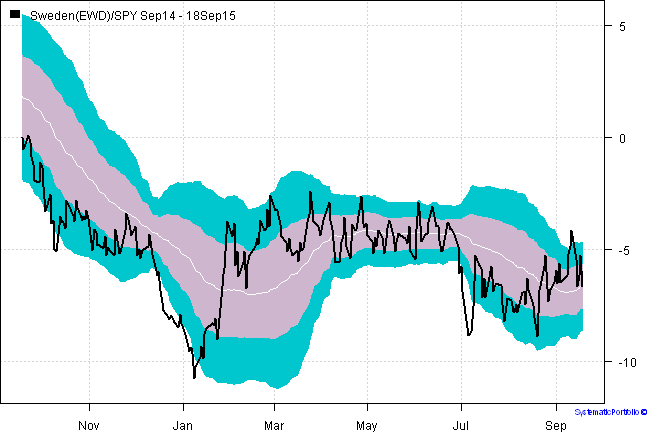 Sweden(EWD)/SPY Sep14 - 18Sep15
5
0
-5
-10
Nov Jan Mar May Jul Sep
SystematicPortfolio ©